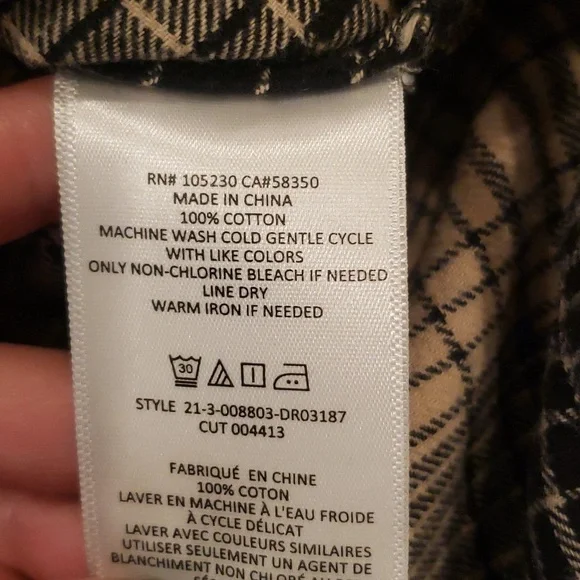 RN# 105230 CA#58350
MADE IN CHINA
100% COTTON
MACHINE WASH COLD GENTLE CYCLE
WITH LIKE COLORS
ONLY NON-CHLORINE BLEACH IF NEEDED
LINE DRY
WARM IRON IF NEEDED
30
STYLE 21-3-008803-DR03187
CUT 004413
FABRIQUÉ EN CHINE
100% COTON
LAVER EN MACHINE À L'EAU FROIDE
À CYCLE DÉLICAT
LAVER AVEC COULEURS SIMILAIRES
UTILISER SEULEMENT UN AGENT DE
BLANCHIMENT NON CHLORÉ